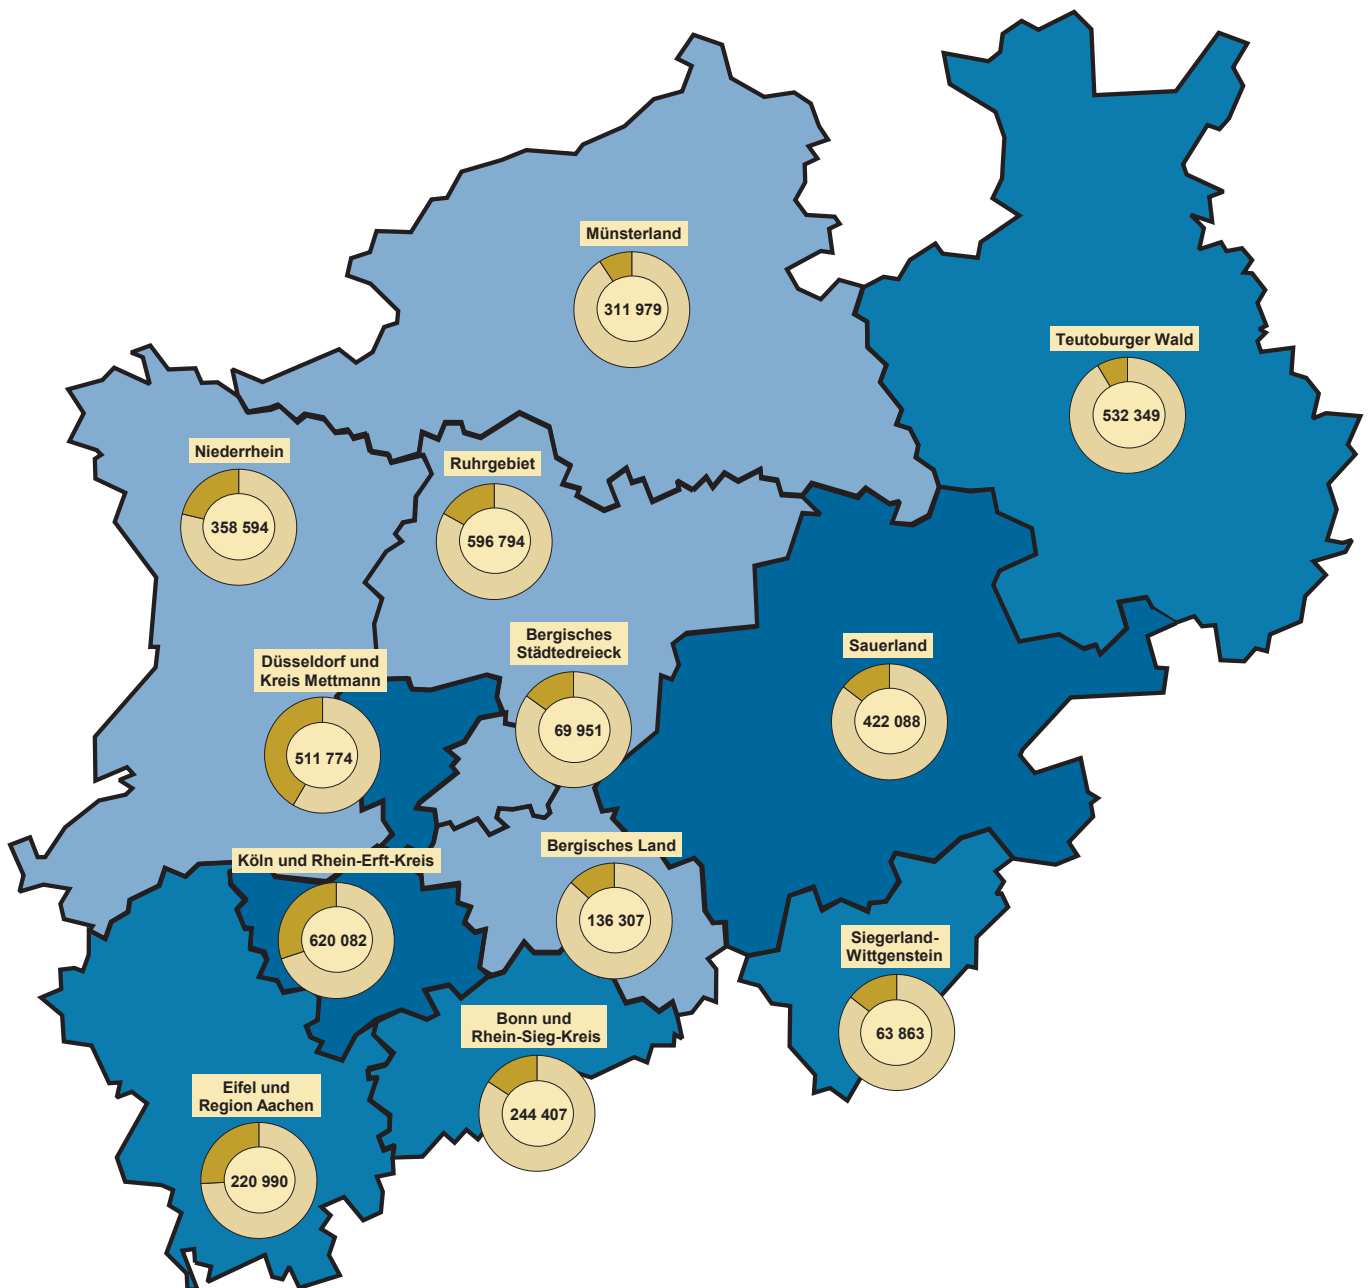 Münsterland
311 979
Teutoburger Wald
532 349
Niederrhein
358 594
Ruhrgebiet
596 794
Bergisches
Städtedreieck
69 951
Sauerland
422 088
Düsseldorf und
Kreis Mettmann
511 774
Köln und Rhein-Erft-Kreis
620 082
Bergisches Land
136 307
Siegerland-
Wittgenstein
63 863
Bonn und
Rhein-Sieg-Kreis
244 407
Eifel und
Region Aachen
220 990